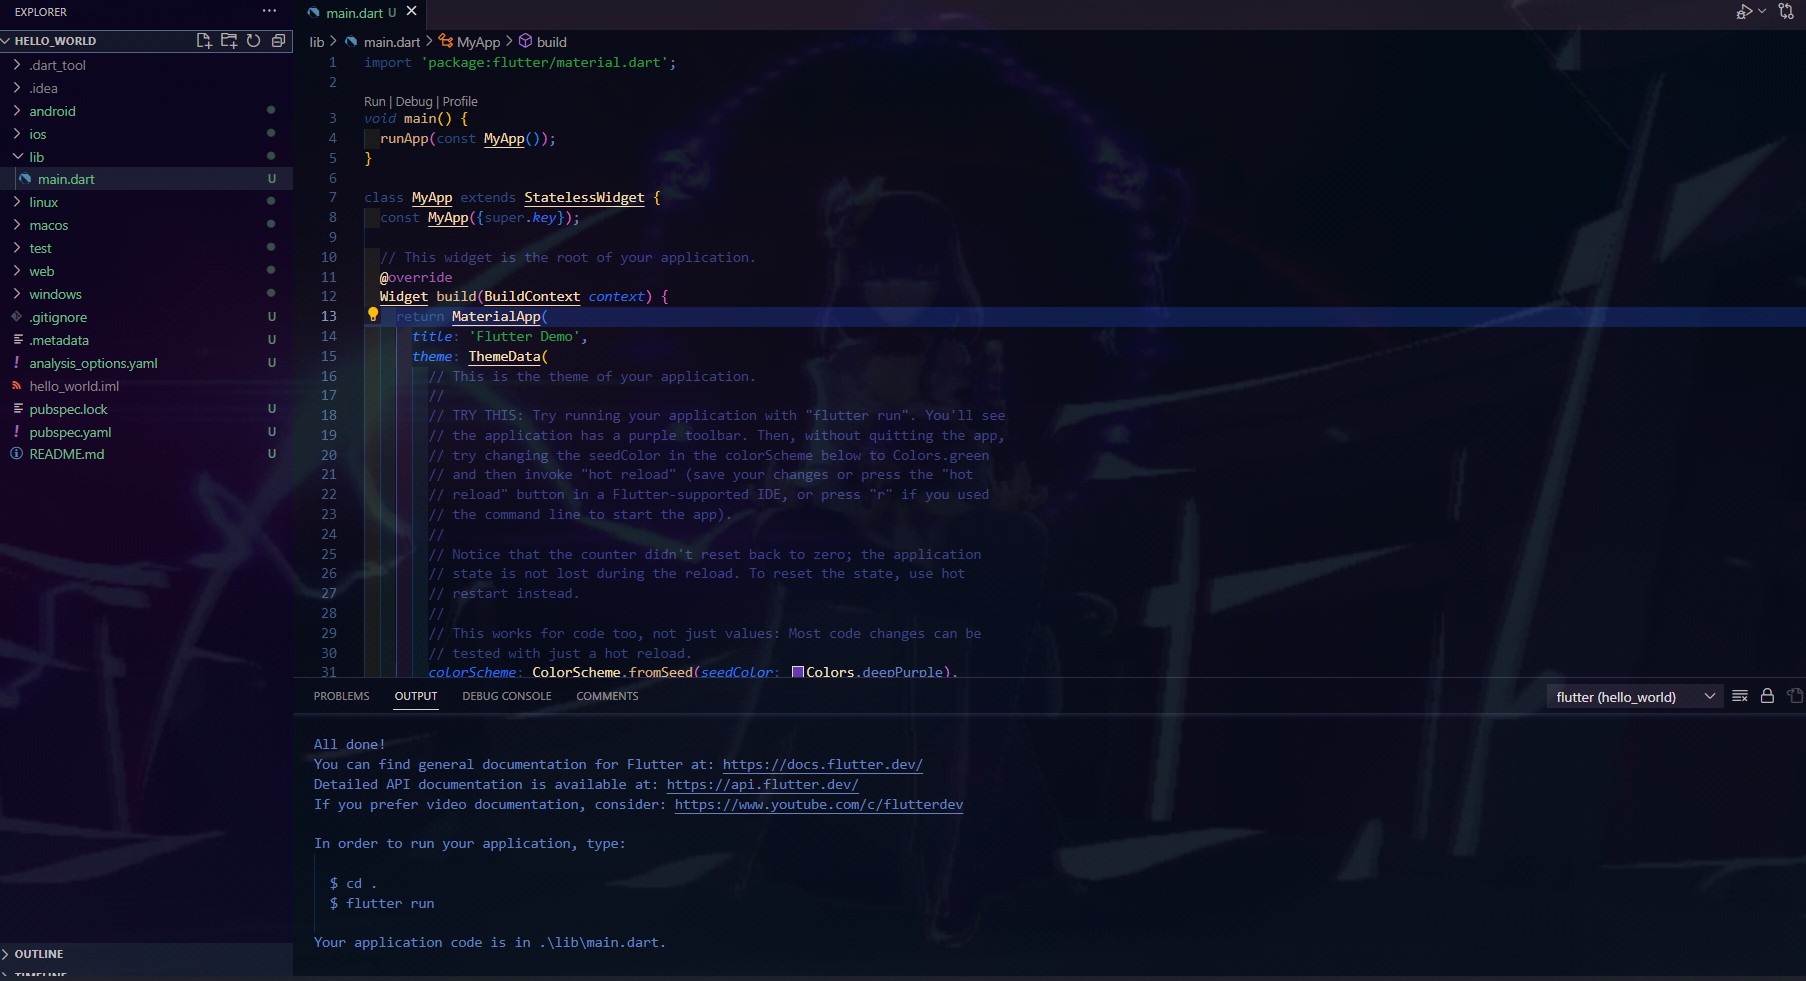 EXPLORER
HELLO_WORLD
.dart_tool
.idea
android
ios
lib
main.dart U
linux
macos
test
web
windows
.gitignore U
.metadata U
analysis_options.yaml U
hello_world.iml
pubspec.lock U
pubspec.yaml U
README.md U
OUTLINE
TIMELINE
main.dart U
lib > main.dart > MyApp > build
1 import 'package:flutter/material.dart';
2
Run | Debug | Profile
3 void main() {
4 runApp(const MyApp());
5 }
6
7 class MyApp extends StatelessWidget {
8 const MyApp({super.key});
9
10 // This widget is the root of your application.
11 @override
12 Widget build(BuildContext context) {
13 return MaterialApp(
14 title: 'Flutter Demo',
15 theme: ThemeData(
16 // This is the theme of your application.
17 //
18 // TRY THIS: Try running your application with "flutter run". You'll see
19 // the application has a purple toolbar. Then, without quitting the app,
20 // try changing the seedColor in the colorScheme below to Colors.green
21 // and then invoke "hot reload" (save your changes or press the "hot
22 // reload" button in a Flutter-supported IDE, or press "r" if you used
23 // the command line to start the app).
24 //
25 // Notice that the counter didn't reset back to zero; the application
26 // state is not lost during the reload. To reset the state, use hot
27 // restart instead.
28 //
29 // This works for code too, not just values: Most code changes can be
30 // tested with just a hot reload.
31 colorScheme: ColorScheme.fromSeed(seedColor: Colors.deepPurple),
PROBLEMS OUTPUT DEBUG CONSOLE COMMENTS
flutter (hello_world)
All done!
You can find general documentation for Flutter at: https://docs.flutter.dev/
Detailed API documentation is available at: https://api.flutter.dev/
If you prefer video documentation, consider: https://www.youtube.com/c/flutterdev
In order to run your application, type:
$ cd .
$ flutter run
Your application code is in .\lib\main.dart.